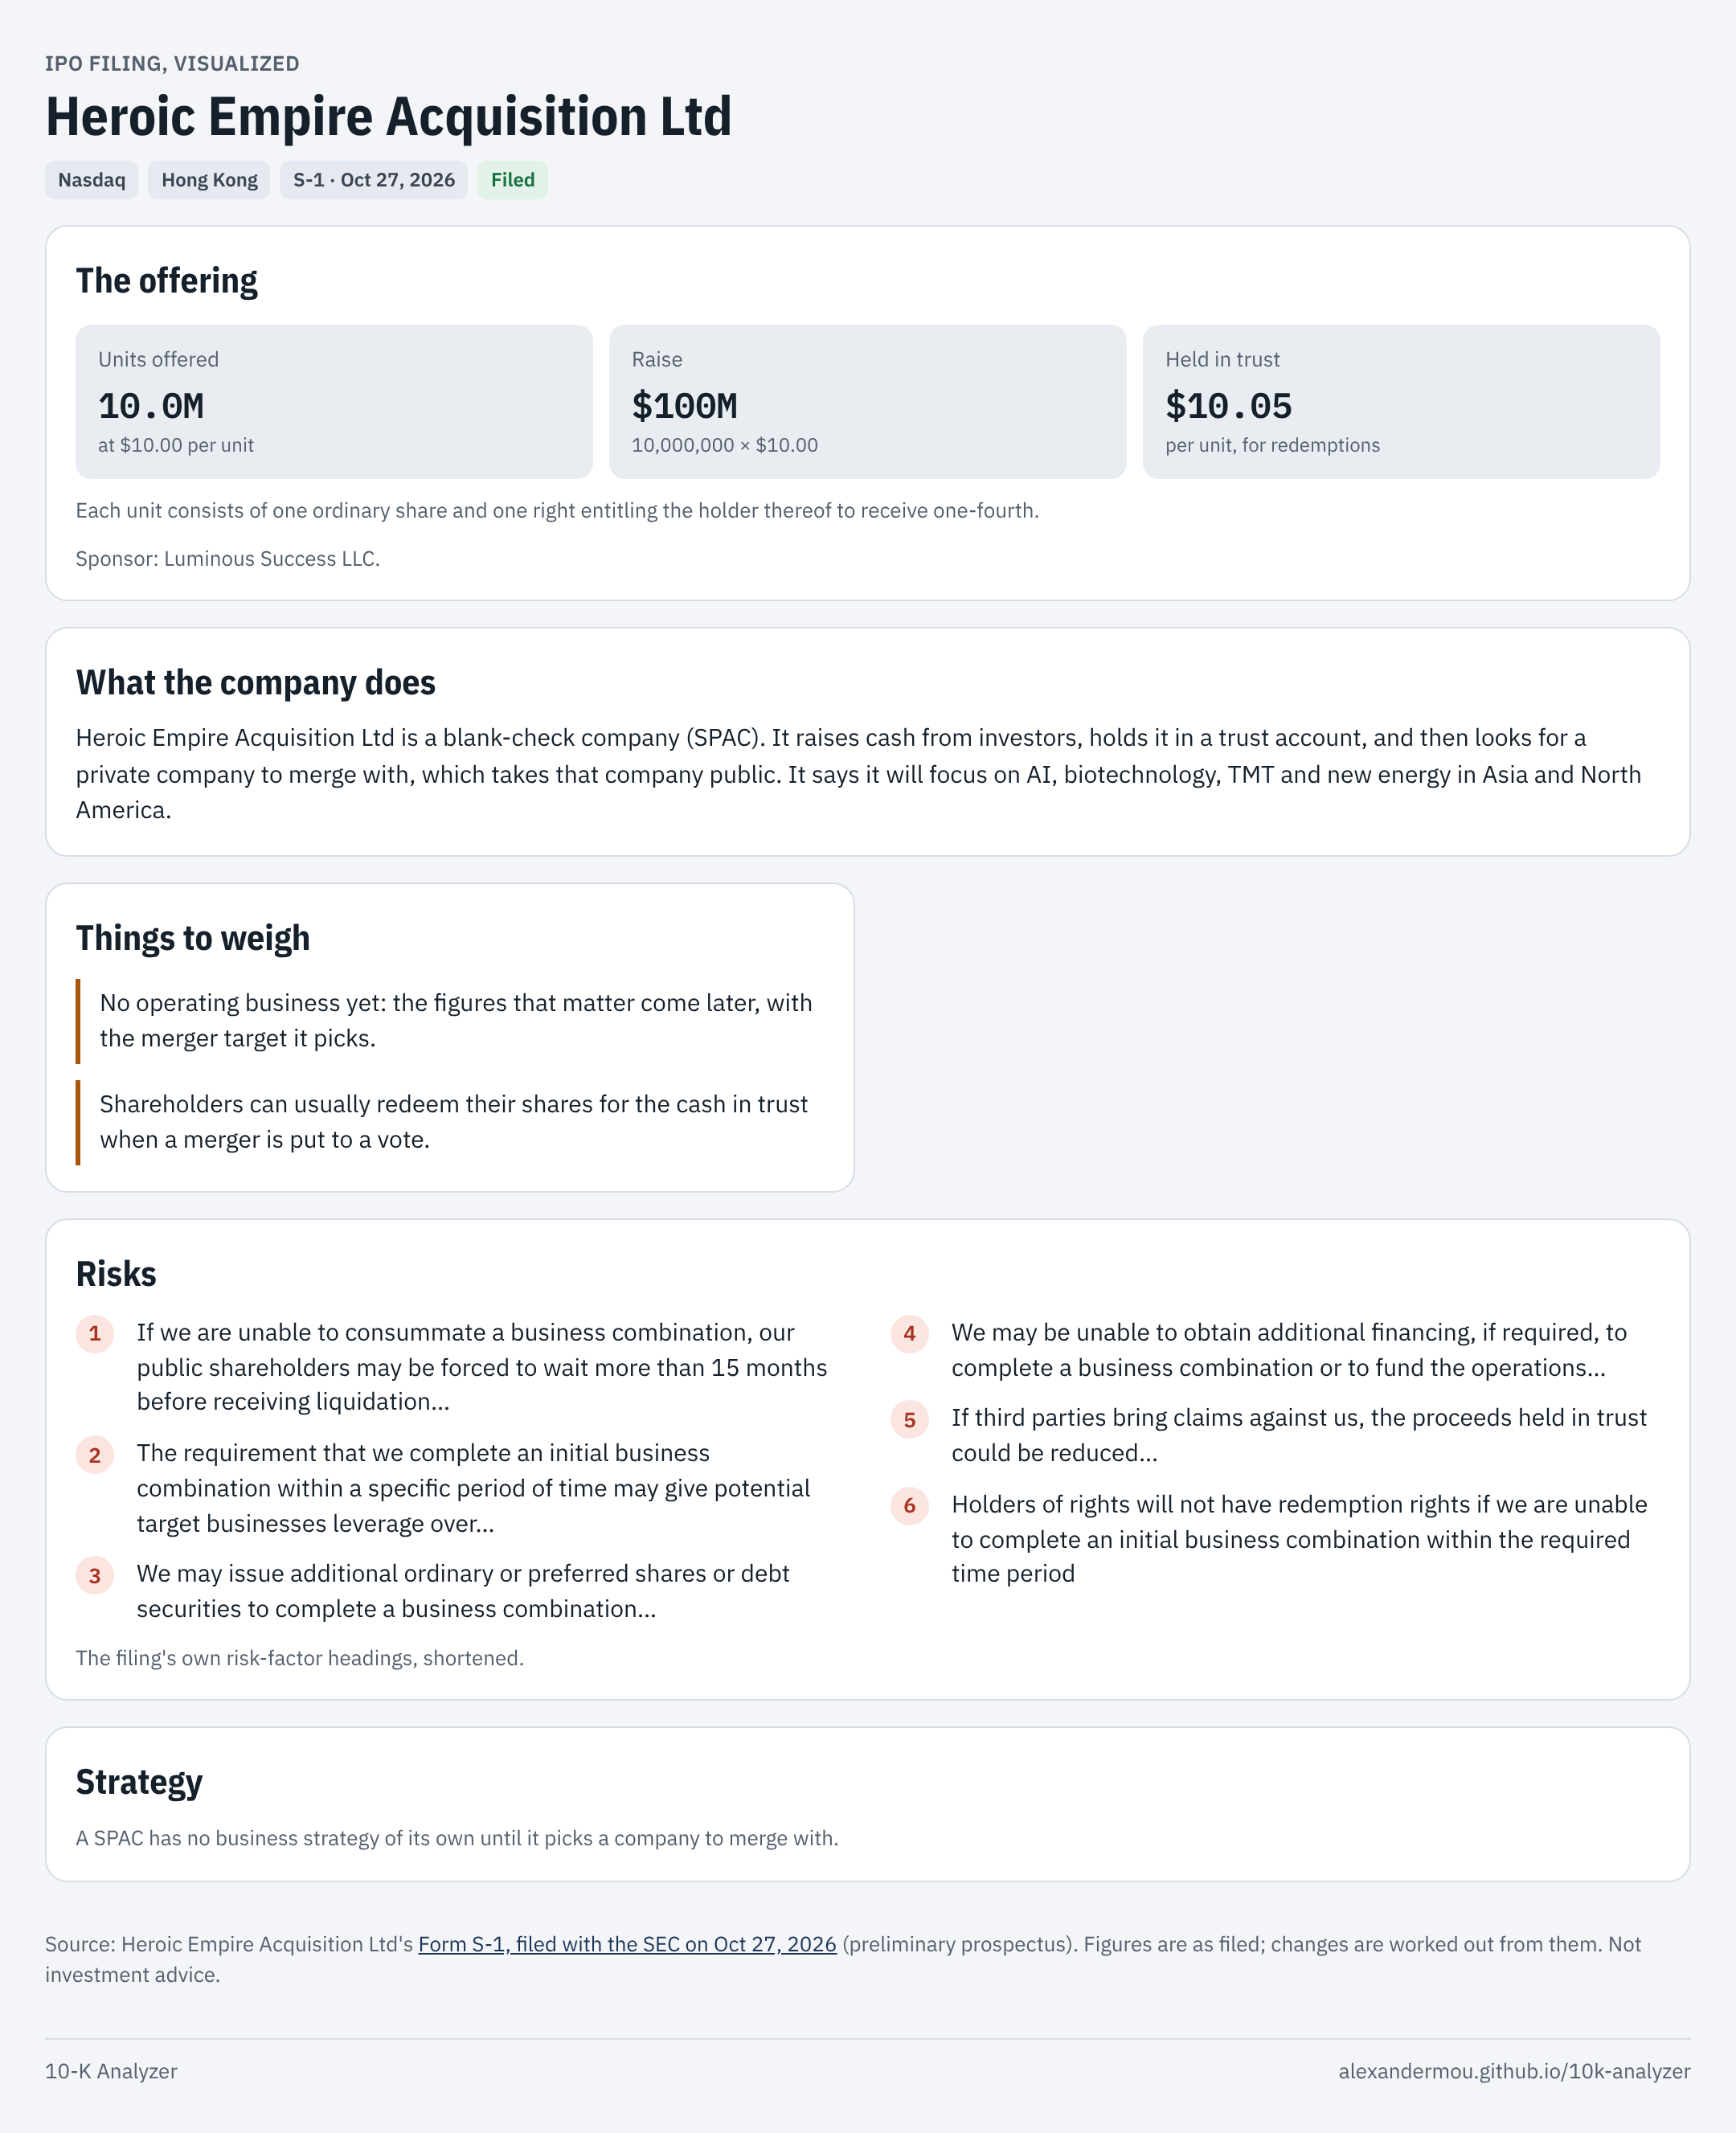 IPO FILING, VISUALIZED
Heroic Empire Acquisition Ltd
Nasdaq
Hong Kong
S-1 · Oct 27, 2026
Filed
The offering
Units offered
10.0M
at $10.00 per unit
Raise
$100M
10,000,000 × $10.00
Held in trust
$10.05
per unit, for redemptions
Each unit consists of one ordinary share and one right entitling the holder thereof to receive one-fourth.
Sponsor: Luminous Success LLC.
What the company does
Heroic Empire Acquisition Ltd is a blank-check company (SPAC). It raises cash from investors, holds it in a trust account, and then looks for a
private company to merge with, which takes that company public. It says it will focus on AI, biotechnology, TMT and new energy in Asia and North
America.
Things to weigh
No operating business yet: the figures that matter come later, with
the merger target it picks.
Shareholders can usually redeem their shares for the cash in trust
when a merger is put to a vote.
Risks
1
If we are unable to consummate a business combination, our
public shareholders may be forced to wait more than 15 months
before receiving liquidation...
2
The requirement that we complete an initial business
combination within a specific period of time may give potential
target businesses leverage over...
3
We may issue additional ordinary or preferred shares or debt
securities to complete a business combination...
4
We may be unable to obtain additional financing, if required, to
complete a business combination or to fund the operations...
5
If third parties bring claims against us, the proceeds held in trust
could be reduced...
6
Holders of rights will not have redemption rights if we are unable
to complete an initial business combination within the required
time period
The filing's own risk-factor headings, shortened.
Strategy
A SPAC has no business strategy of its own until it picks a company to merge with.
Source: Heroic Empire Acquisition Ltd's Form S-1, filed with the SEC on Oct 27, 2026 (preliminary prospectus). Figures are as filed; changes are worked out from them. Not
investment advice.
10-K Analyzer
alexandermou.github.io/10k-analyzer